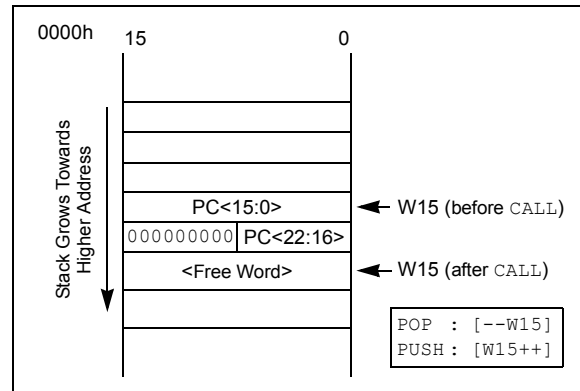 0000h
15 0
Stack Grows Towards
Higher Address
PC<15:0>
W15 (before CALL)
000000000 PC<22:16>
<Free Word>
W15 (after CALL)
POP : [--W15]
PUSH : [W15++]